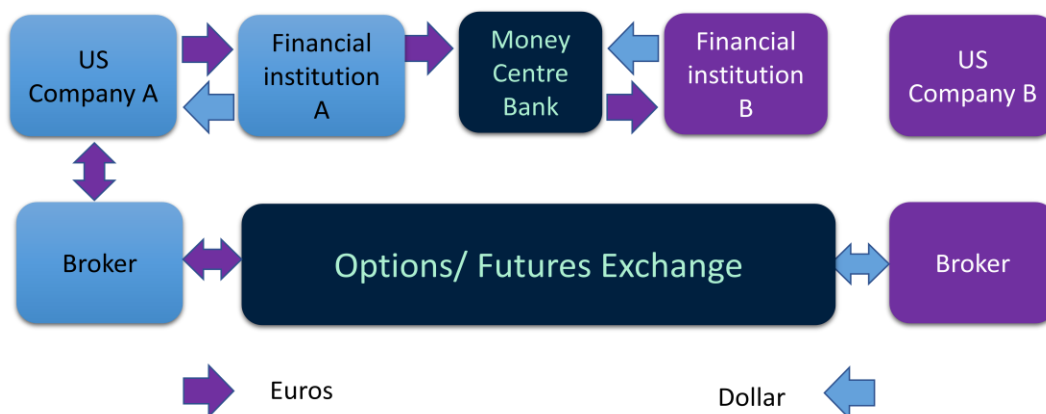 US
Company A
Financial
institution
A
Money
Centre
Bank
Financial
institution
B
US
Company B
Broker
Options/ Futures Exchange
Broker
Euros
Dollar